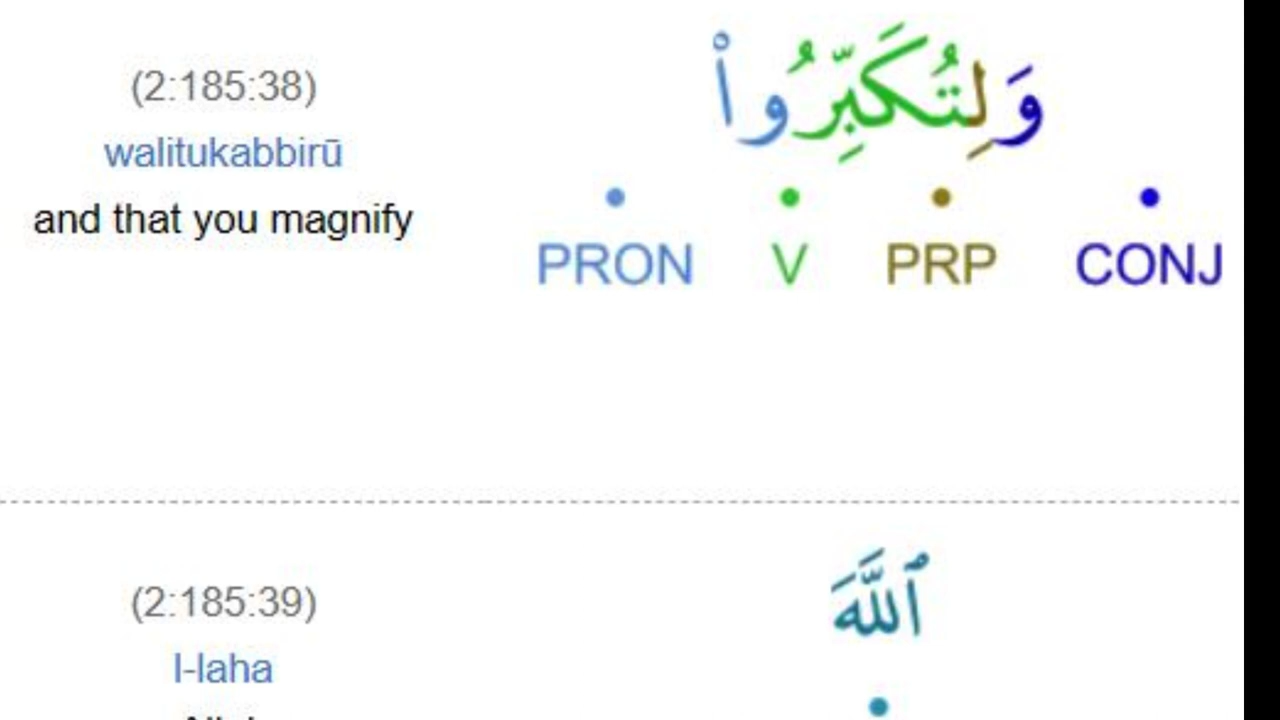 (2:185:38)
walitukabbirū
and that you magnify
وَلِتُكَبِّرُوا۟
PRON V PRP CONJ
(2:185:39)
l-laha
ٱللَّهَ